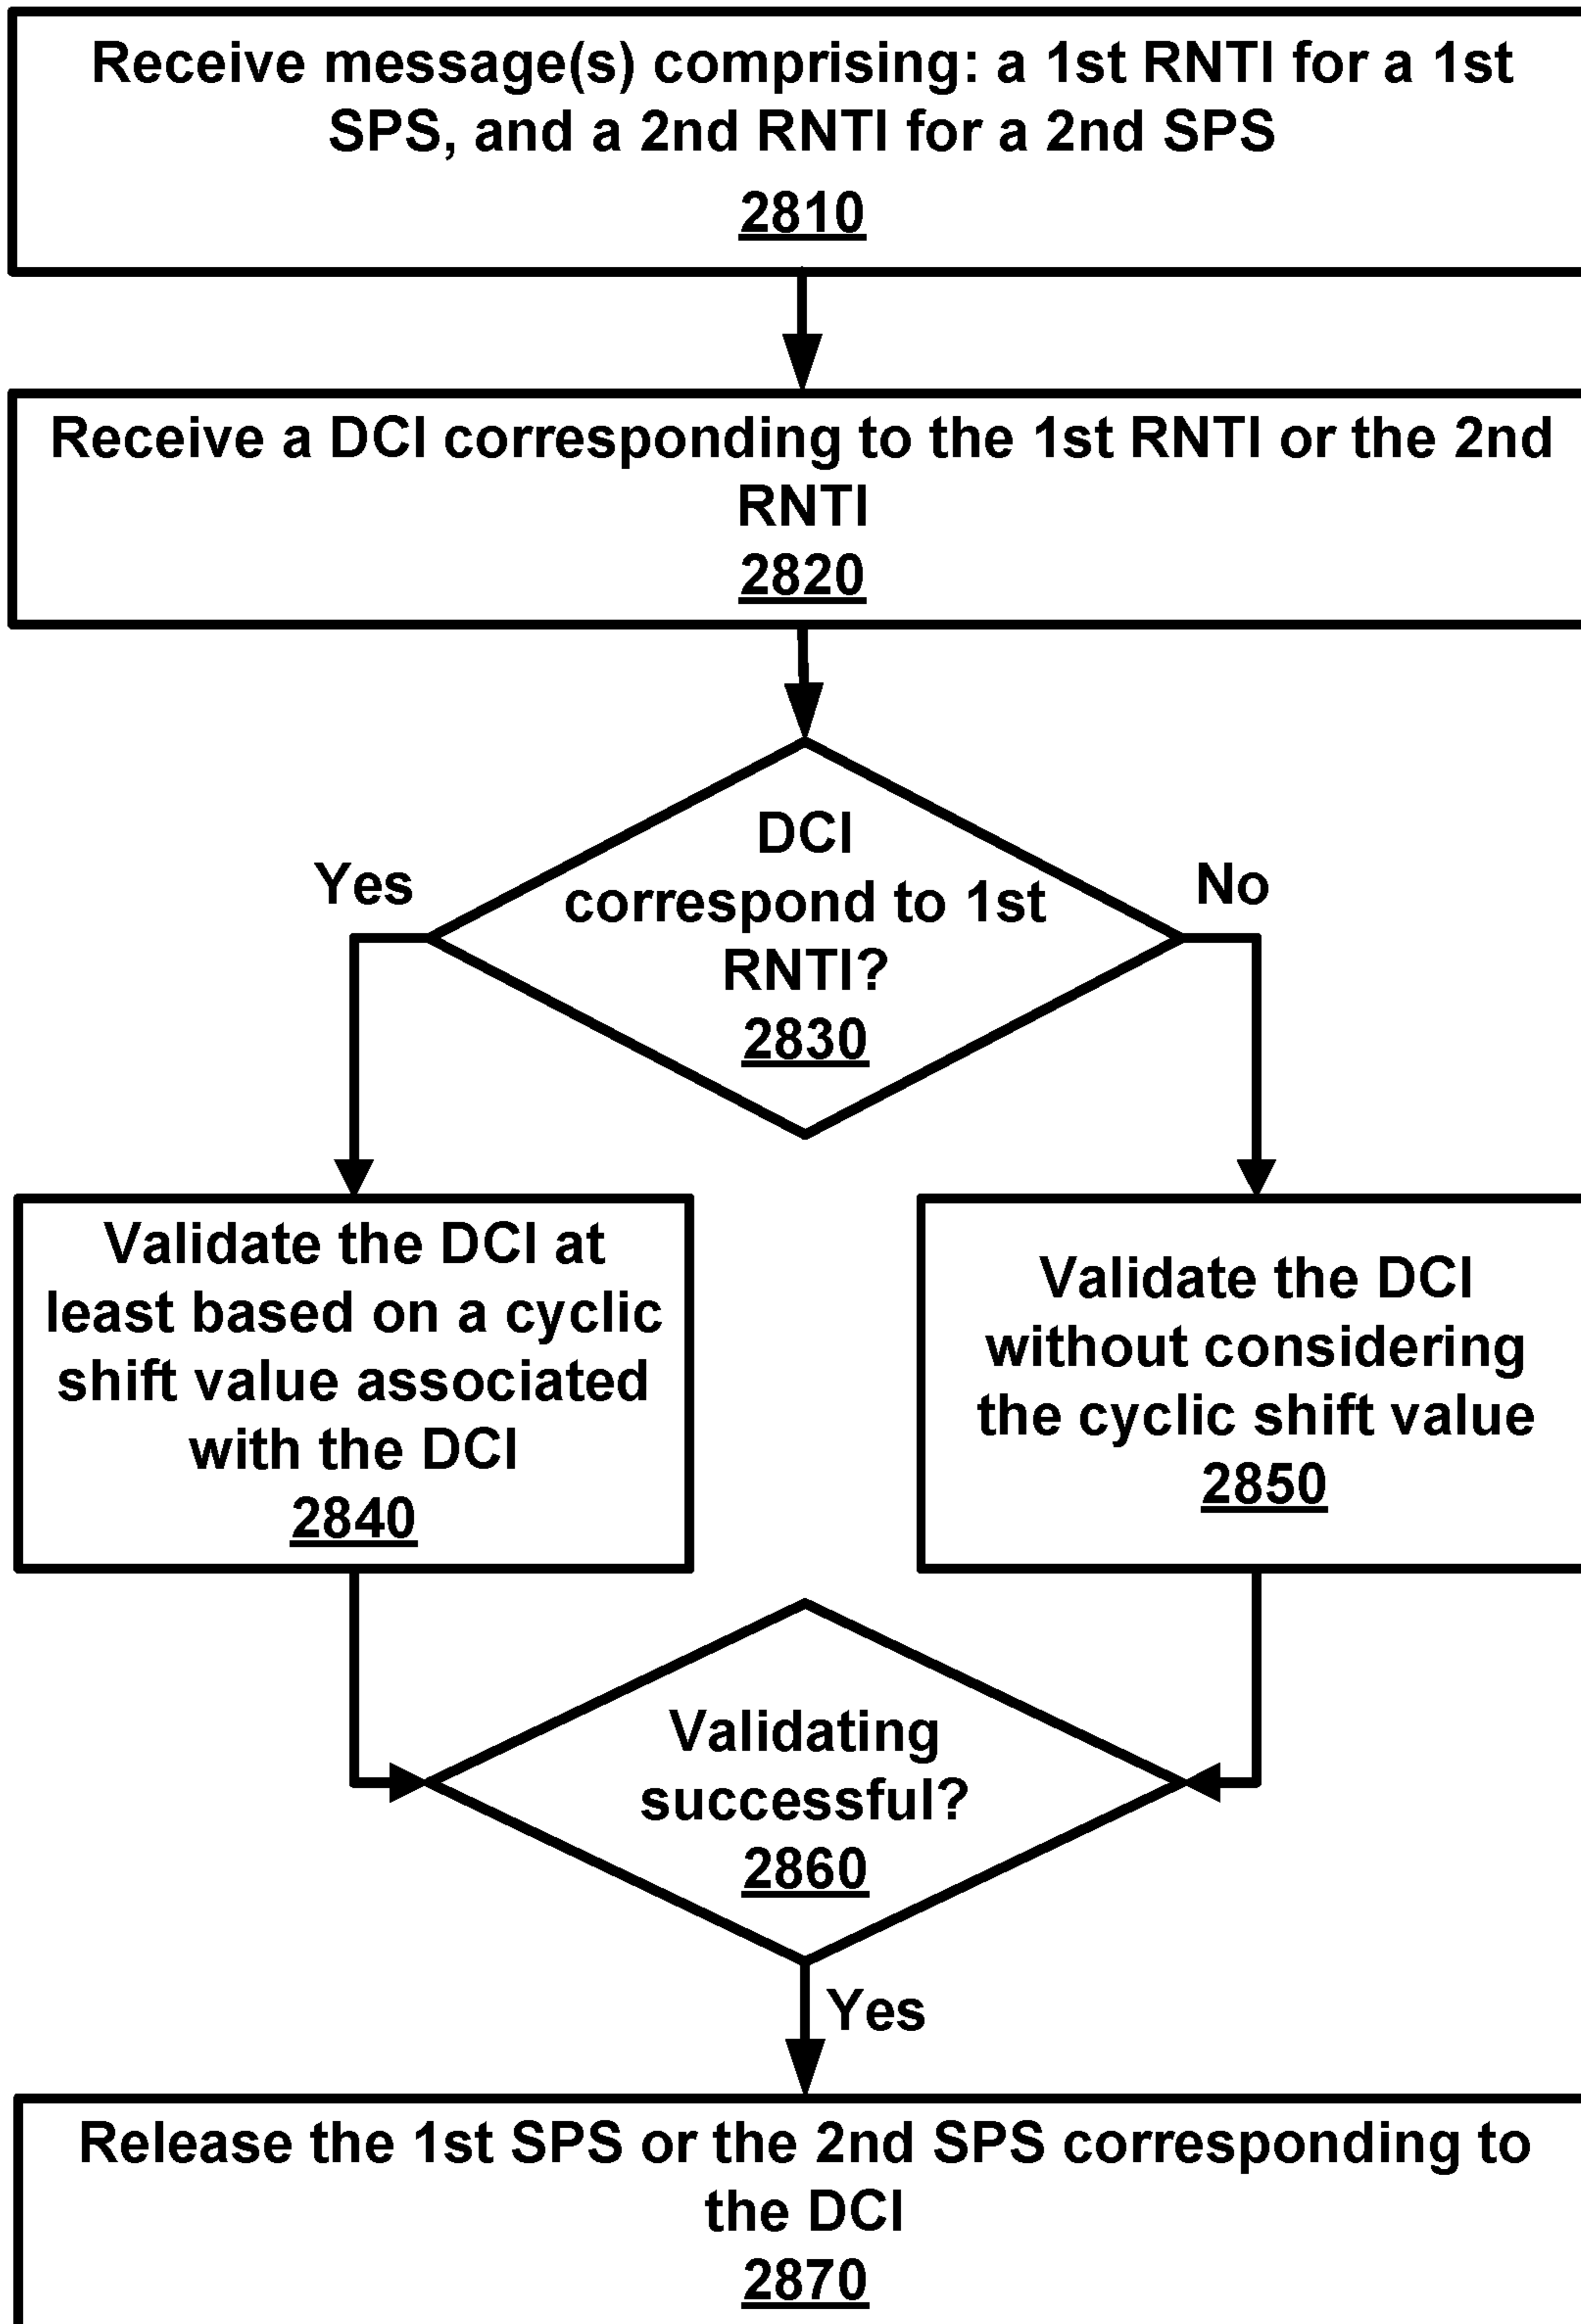 Receive message(s) comprising: a 1st RNTI for a 1st
SPS, and a 2nd RNTI for a 2nd SPS
2810
Receive a DCI corresponding to the 1st RNTI or the 2nd
RNTI
2820
DCI
correspond to 1st
RNTI?
2830
Yes
No
Validate the DCI at
least based on a cyclic
shift value associated
with the DCI
2840
Validate the DCI
without considering
the cyclic shift value
2850
Validating
successful?
2860
Yes
Release the 1st SPS or the 2nd SPS corresponding to
the DCI
2870